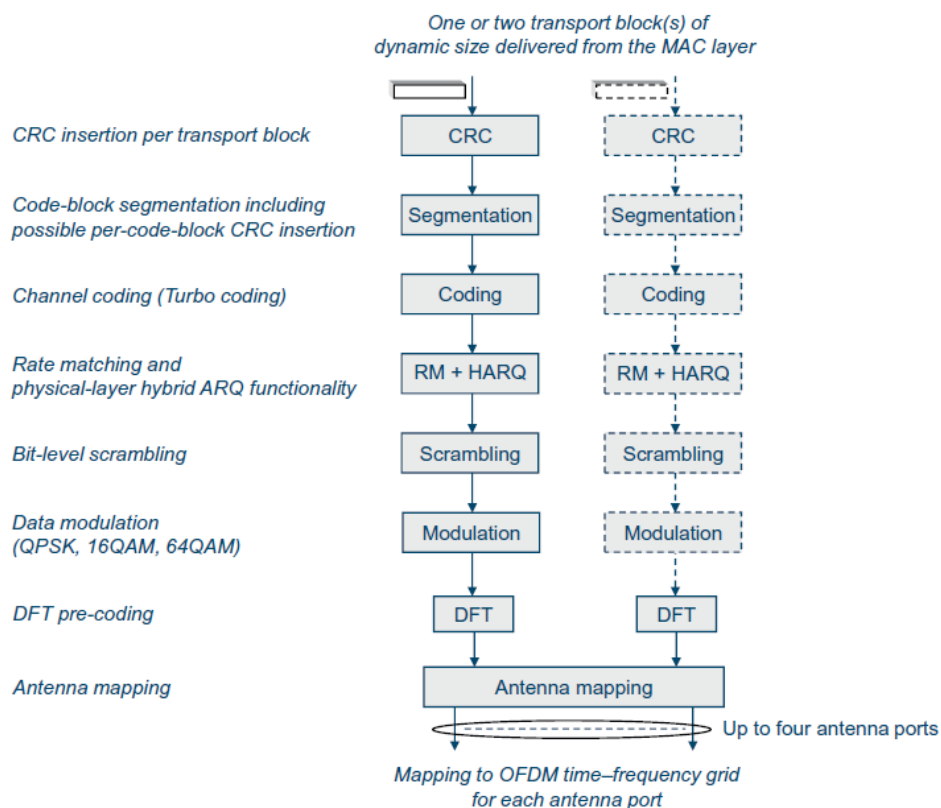 One or two transport block(s) of
dynamic size delivered from the MAC layer
CRC insertion per transport block
CRC
CRC
Code-block segmentation including
possible per-code-block CRC insertion
Segmentation
Segmentation
Channel coding (Turbo coding)
Coding
Coding
Rate matching and
physical-layer hybrid ARQ functionality
RM + HARQ
RM + HARQ
Bit-level scrambling
Scrambling
Scrambling
Data modulation
(QPSK, 16QAM, 64QAM)
Modulation
Modulation
DFT pre-coding
DFT
DFT
Antenna mapping
Antenna mapping
Up to four antenna ports
Mapping to OFDM time–frequency grid
for each antenna port